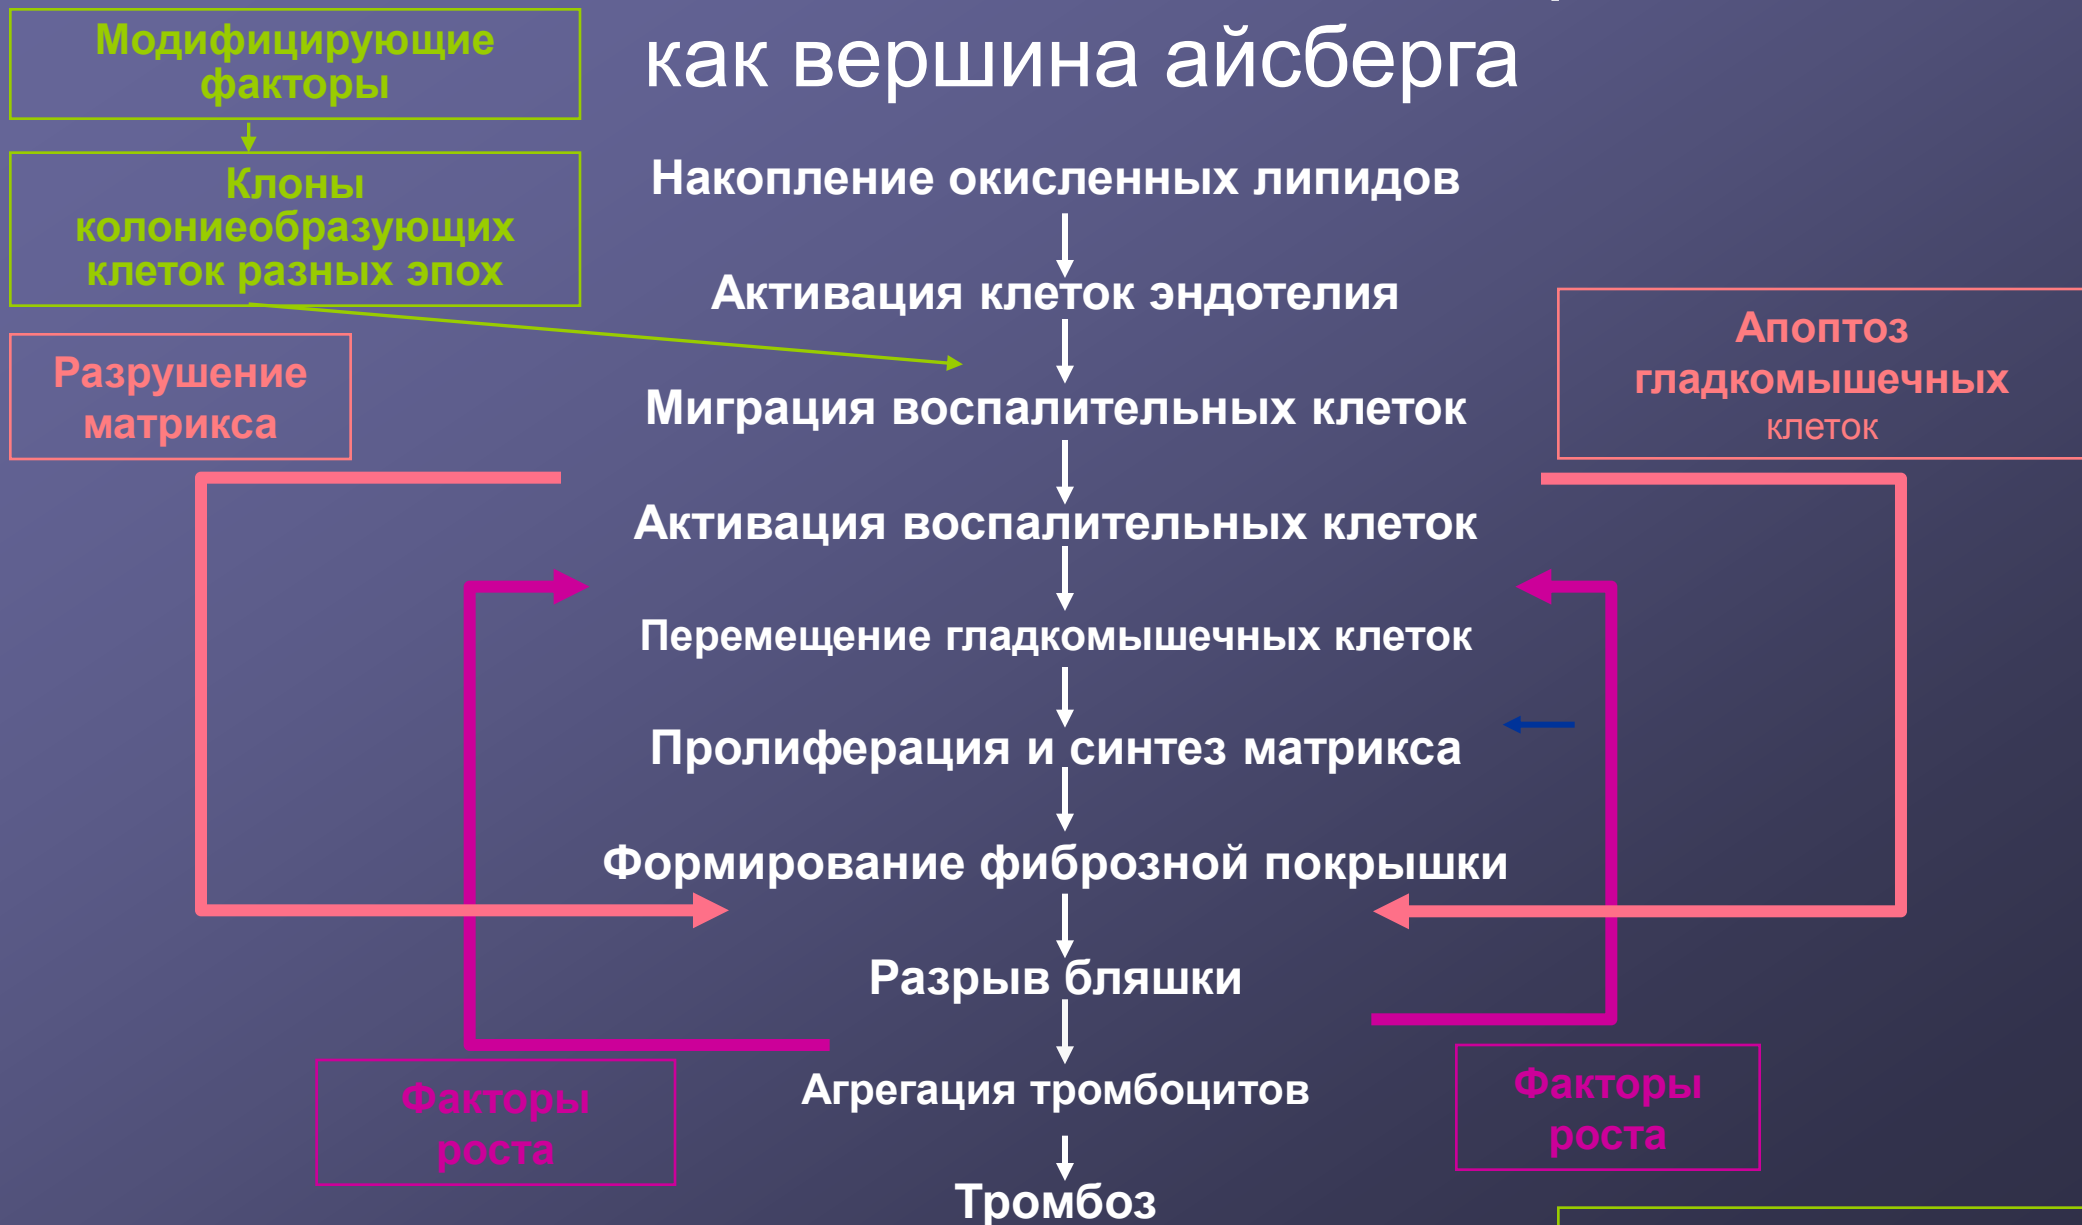 Модифицирующие
факторы
как вершина айсберга
Клоны
колониеобразующих
клеток разных эпох
Накопление окисленных липидов
Активация клеток эндотелия
Разрушение
матрикса
Апоптоз
гладкомышечных
клеток
Миграция воспалительных клеток
Активация воспалительных клеток
Перемещение гладкомышечных клеток
Пролиферация и синтез матрикса
Формирование фиброзной покрышки
Разрыв бляшки
Факторы
роста
Агрегация тромбоцитов
Факторы
роста
Тромбоз